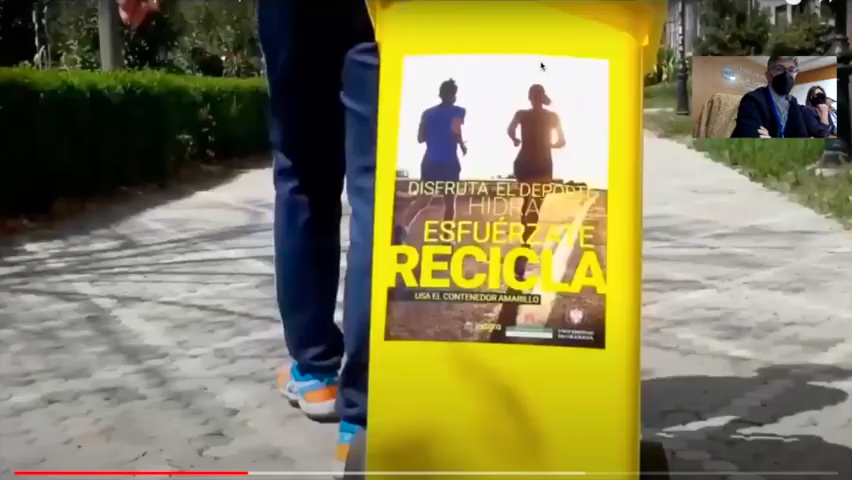 DISFRUTA EL DEPORTE
ESFUÉRZATE
RECICLA
USA EL CONTENEDOR AMARILLO